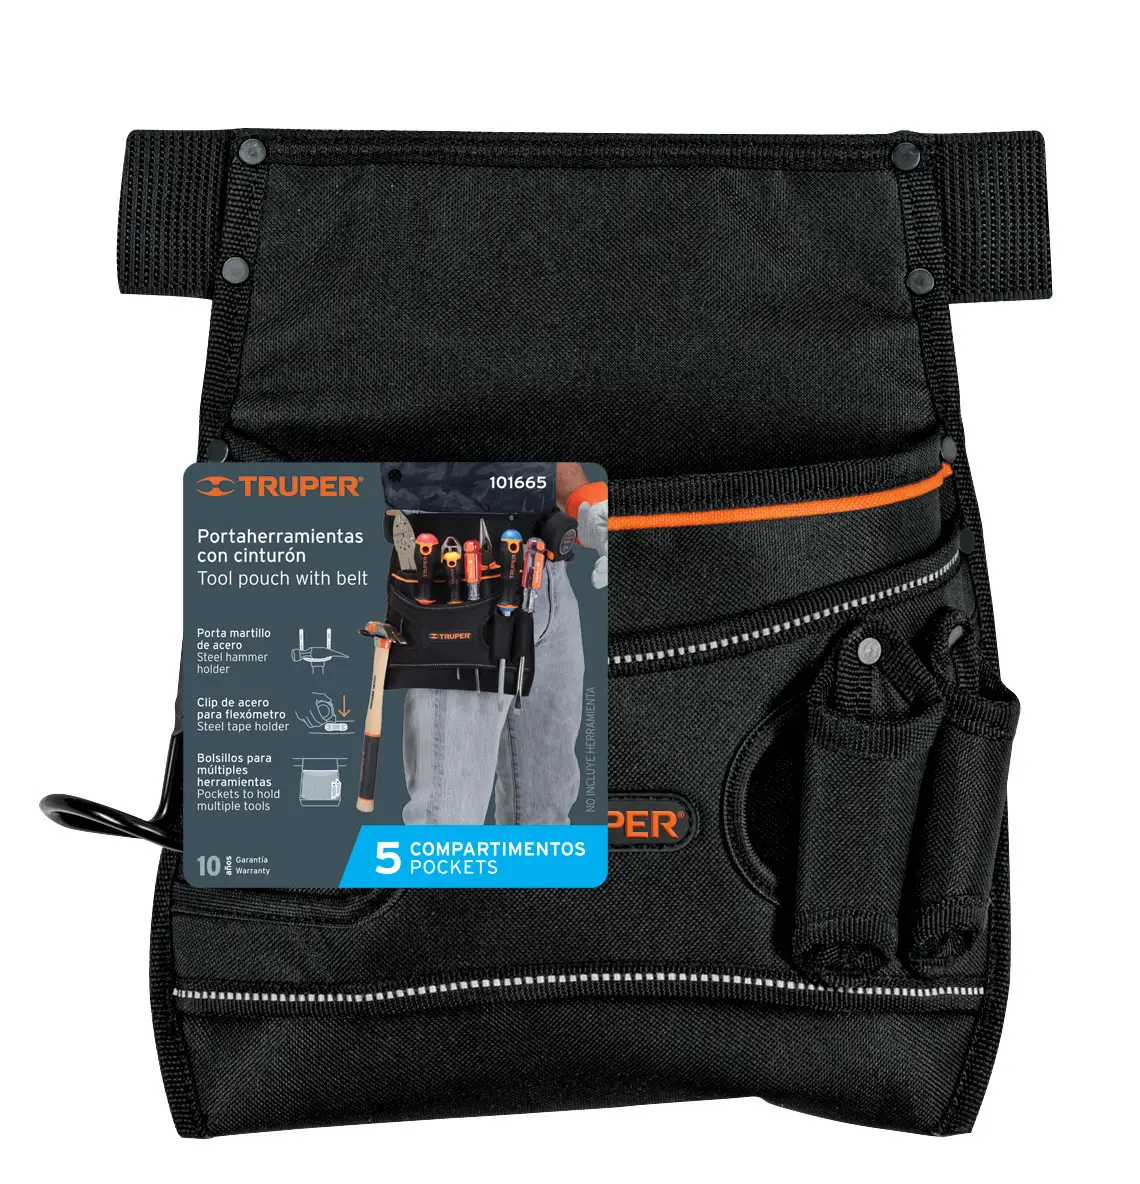 TRUPER®
101665
Portaherramientas
con cinturón
Tool pouch with belt
Porta martillo
de acero
Steel hammer
holder
Clip de acero
para flexómetro
Steel tape holder
Bolsillos para
múltiples
herramientas
Pockets to hold
multiple tools
TRUPER
NO INCLUYE HERRAMIENTA
10 años Garantía
Warranty
5 COMPARTIMENTOS
POCKETS
PER®